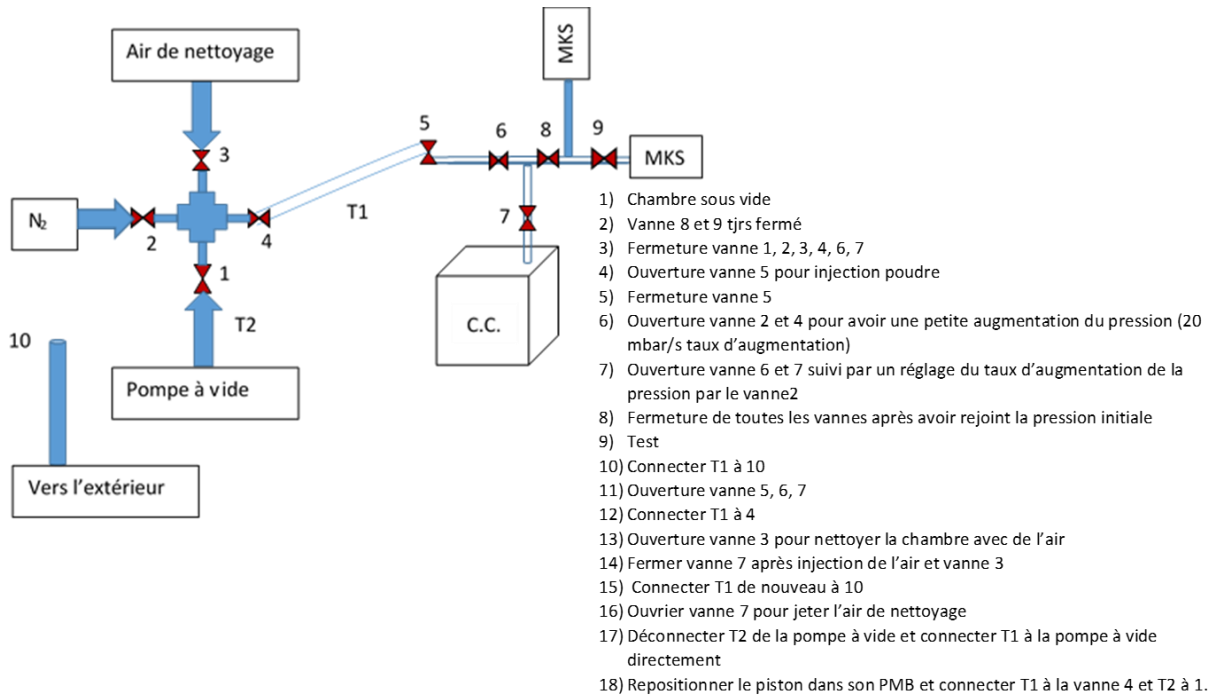 Air de nettoyage
MKS
3
5
6
8
9
MKS
N2
2
4
T1
7
1
T2
C.C.
10
Pompe à vide
Vers l'extérieur
1) Chambre sous vide
2) Vanne 8 et 9 tjrs fermé
3) Fermeture vanne 1, 2, 3, 4, 6, 7
4) Ouverture vanne 5 pour injection poudre
5) Fermeture vanne 5
6) Ouverture vanne 2 et 4 pour avoir une petite augmentation du pression (20
mbar/s taux d'augmentation)
7) Ouverture vanne 6 et 7 suivi par un réglage du taux d'augmentation de la
pression par le vanne2
8) Fermeture de toutes les vannes après avoir rejoint la pression initiale
9) Test
10) Connecter T1 à 10
11) Ouverture vanne 5, 6, 7
12) Connecter T1 à 4
13) Ouverture vanne 3 pour nettoyer la chambre avec de l'air
14) Fermer vanne 7 après injection de l'air et vanne 3
15) Connecter T1 de nouveau à 10
16) Ouvrier vanne 7 pour jeter l'air de nettoyage
17) Déconnecter T2 de la pompe à vide et connecter T1 à la pompe à vide
directement
18) Repositionner le piston dans son PMB et connecter T1 à la vanne 4 et T2 à 1.